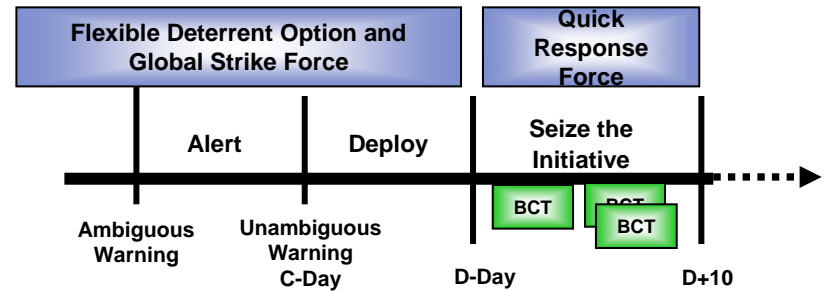 Flexible Deterrent Option and
Global Strike Force
Quick
Response
Force
Alert
Deploy
Seize the
Initiative
BCT
BCT
BCT
Ambiguous
Warning
Unambiguous
Warning
C-Day
D-Day
D+10